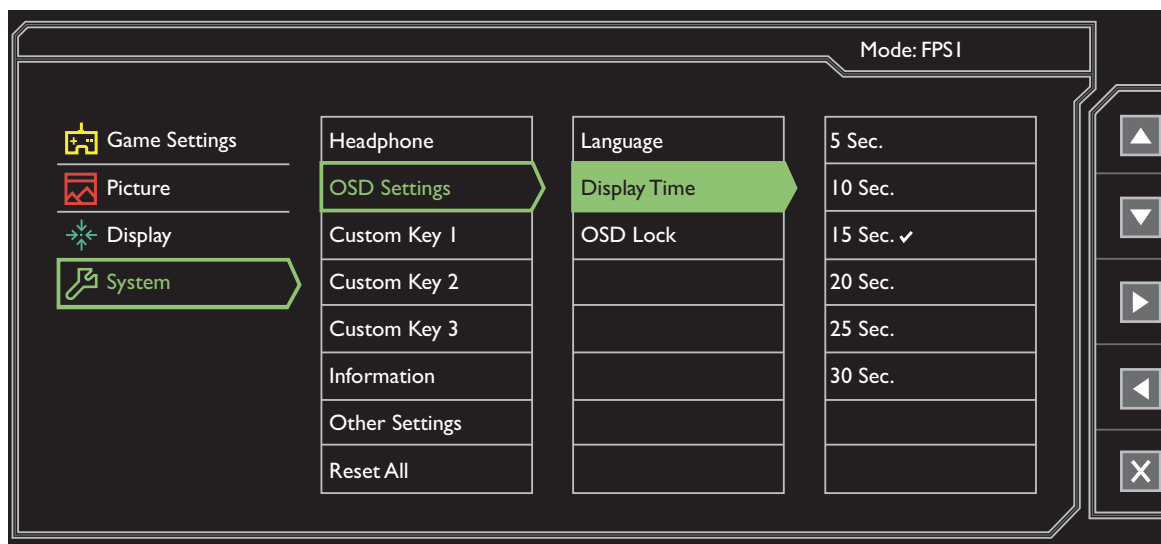 Mode: FPS1
Game Settings
Picture
Display
System
Headphone
OSD Settings
Custom Key 1
Custom Key 2
Custom Key 3
Information
Other Settings
Reset All
Language
Display Time
OSD Lock
5 Sec.
10 Sec.
15 Sec. ✔
20 Sec.
25 Sec.
30 Sec.